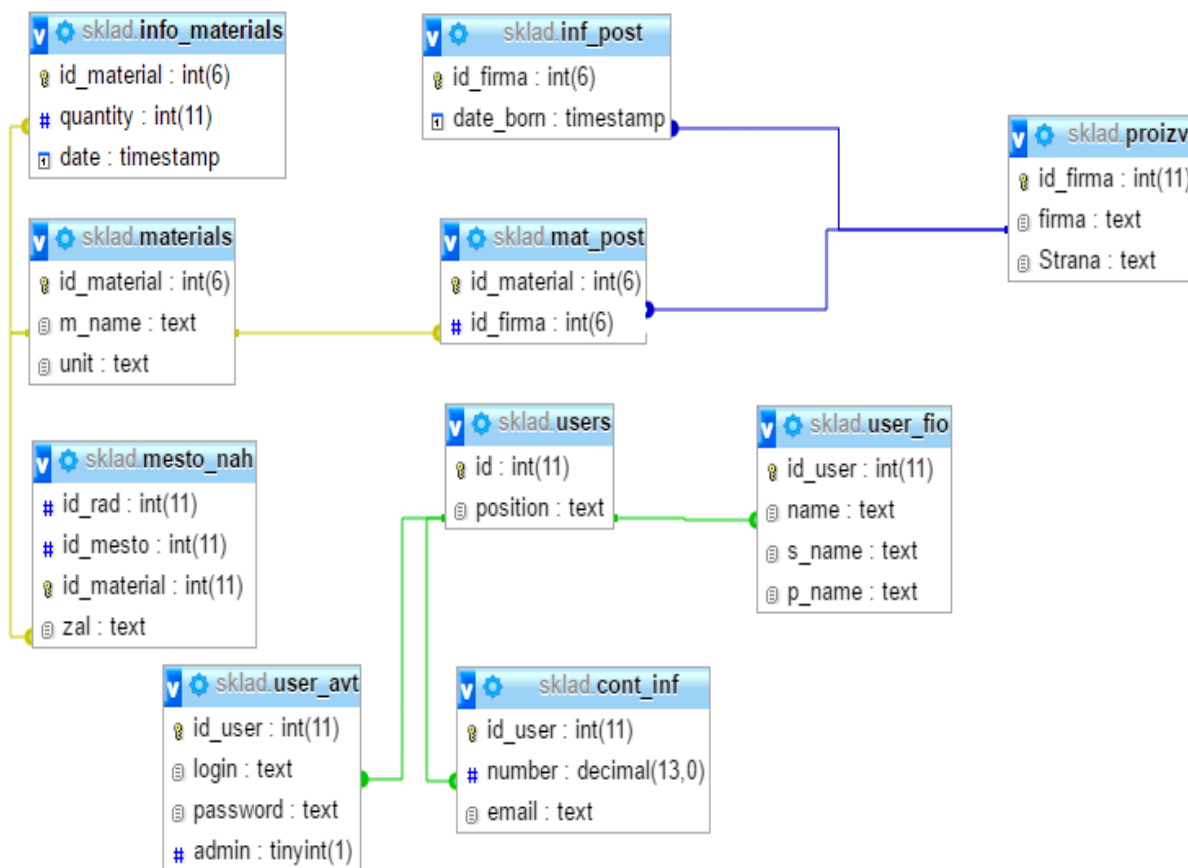 sklad.info_materials
id_material : int(6)
quantity : int(11)
date : timestamp
sklad.inf_post
id_firma : int(6)
date_born : timestamp
sklad.proizv
id_firma : int(11)
firma : text
Strana : text
sklad.materials
id_material : int(6)
m_name : text
unit : text
sklad.mat_post
id_material : int(6)
id_firma : int(6)
sklad.mesto_nah
id_rad : int(11)
id_mesto : int(11)
id_material : int(11)
zal : text
sklad.users
id : int(11)
position : text
sklad.user_fio
id_user : int(11)
name : text
s_name : text
p_name : text
sklad.user_avt
id_user : int(11)
login : text
password : text
admin : tinyint(1)
sklad.cont_inf
id_user : int(11)
number : decimal(13,0)
email : text